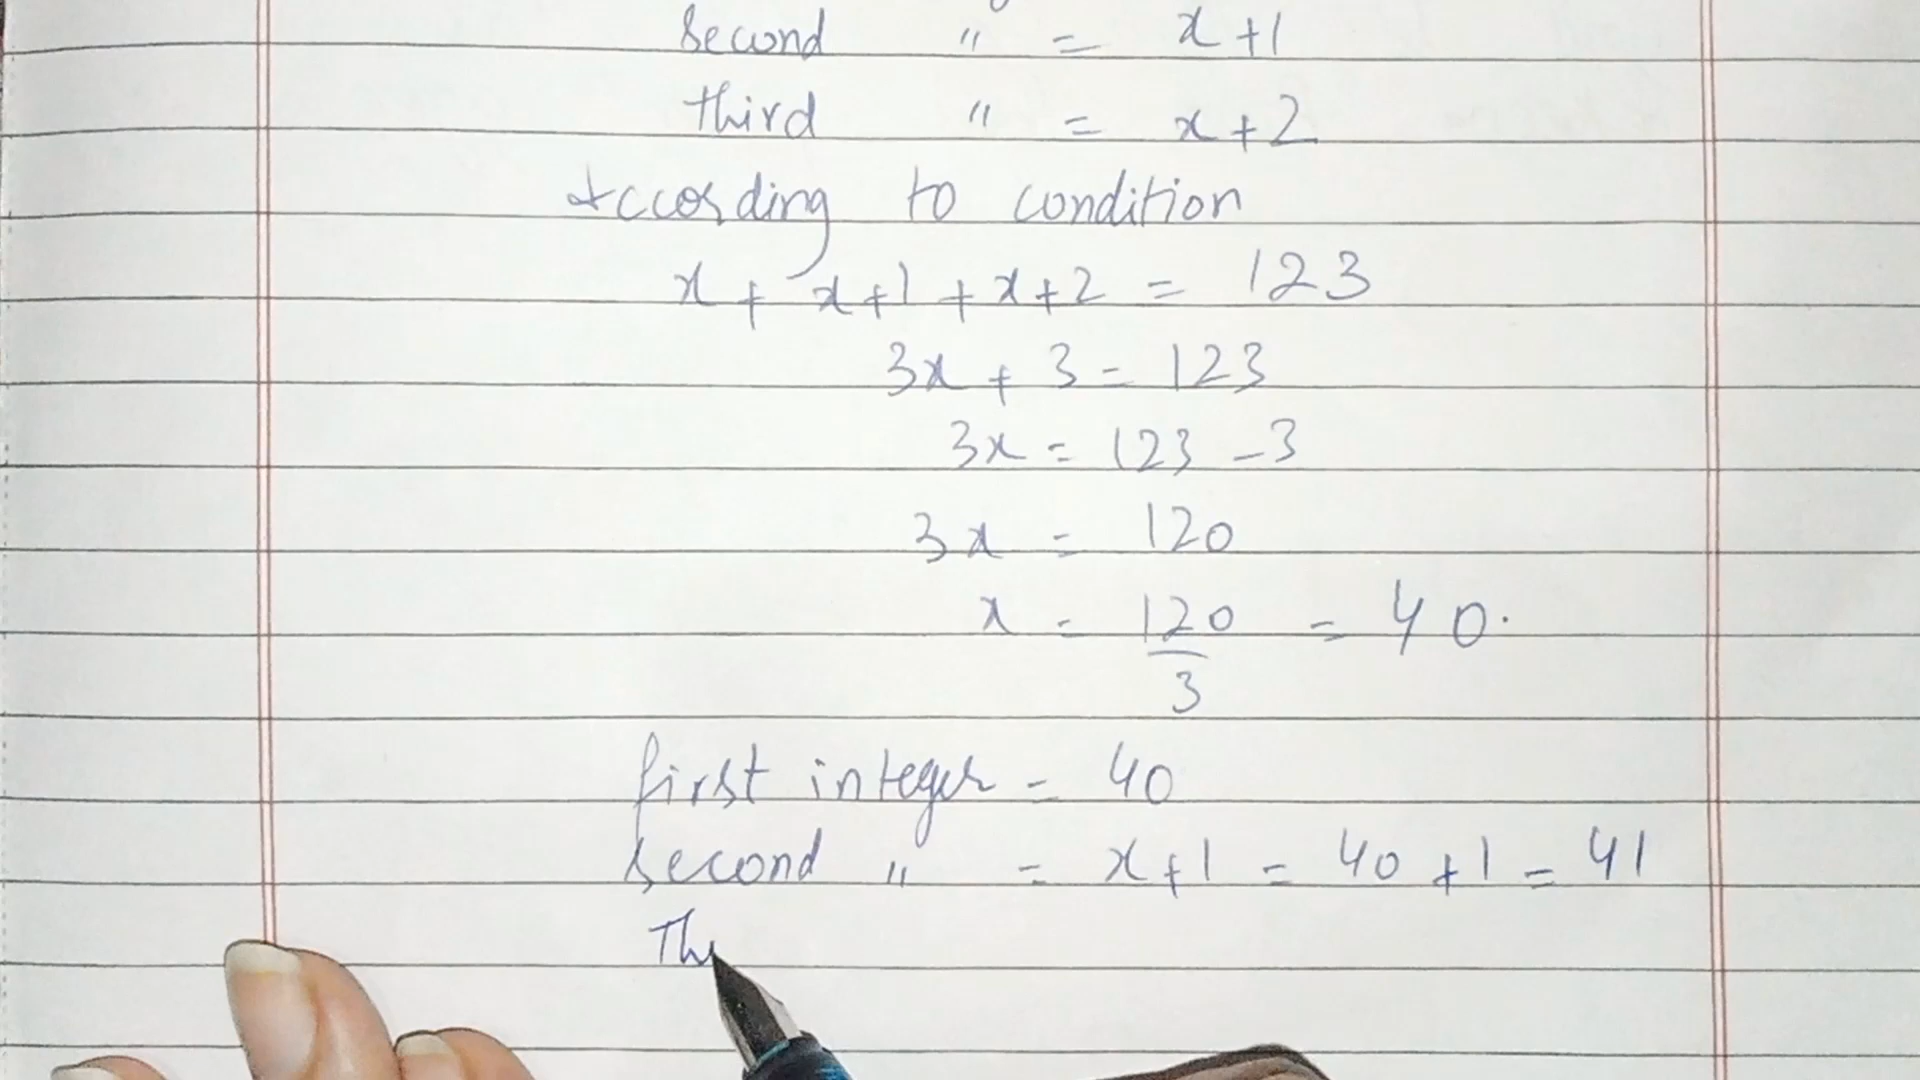 second " = x+1
third " = x+2
According to condition
x + x+1 + x+2 = 123
3x + 3 = 123
3x = 123 - 3
3x = 120
x = 120/3 = 40.
first integer = 40
second " = x+1 = 40+1 = 41
Th